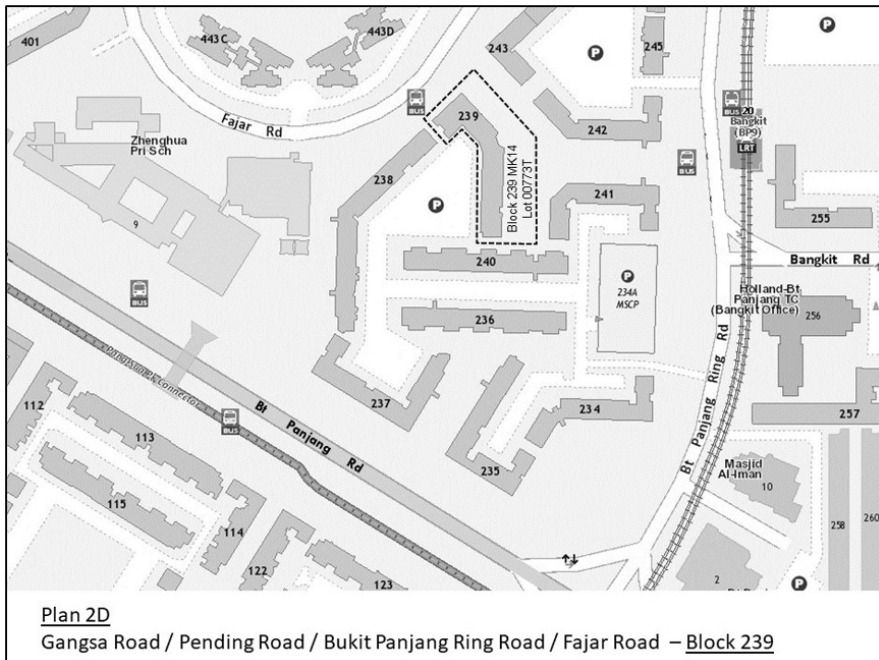 401
443C
443D
243
245
P
P
BUS
Fajar Rd
239
242
BUS
20
Bangkit
(BP9)
LRT
BUS
Zhenghua
Pri Sch
238
Block 239 MK14
Lot 00773T
241
P
9
255
240
Bangkit Rd
P
234A
MSCP
Holland-Bt
Panjang TC
(Bangkit Office)
256
BUS
236
Bt Panjang Ring Rd
112
237
Bt Panjang Rd
234
257
BUS
113
235
Masjid
Al-Iman
10
115
114
258
260
122
123
2
P
Plan 2D
Gangsa Road / Pending Road / Bukit Panjang Ring Road / Fajar Road – Block 239